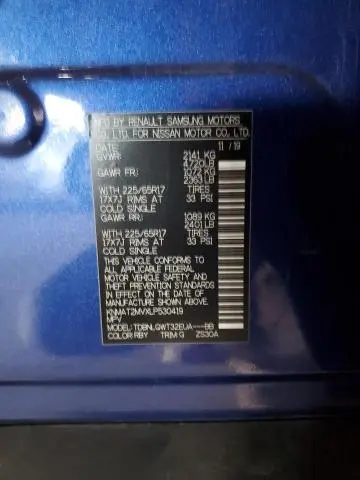 MFG BY RENAULT SAMSUNG MOTORS
CO., LTD. FOR NISSAN MOTOR CO., LTD.
DATE: 11 / 19
GVWR: 2141 KG
4720LB
GAWR FR: 1072 KG
2363 LB
WITH 225/65R17 TIRES
17X7J RIMS AT 33 PSI
COLD SINGLE
GAWR RR: 1089 KG
2401 LB
WITH 225/65R17 TIRES
17X7J RIMS AT 33 PSI
COLD SINGLE
THIS VEHICLE CONFORMS TO
ALL APPLICABLE FEDERAL
MOTOR VEHICLE SAFETY AND
THEFT PREVENTION STANDARDS
IN EFFECT ON THE DATE OF
MANUFACTURE SHOWN ABOVE.
KNMAT2MVXLP530419
MPV
MODEL: TDBNLQWT32EUA----BB
COLOR:RBY TRIM:G ZS30A